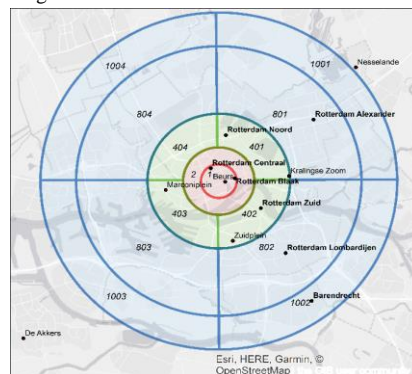 1004
1001
Nesselande
804
801
Rotterdam Alexander
Rotterdam Noord
404
401
Rotterdam Centraal
2
1
Beurs
Kralingse Zoom
Rotterdam Blaak
Marconiplein
403
402
Rotterdam Zuid
803
Zuidplein
802
Rotterdam Lombardijen
1003
Barendrecht
1002
De Akkers
Esri, HERE, Garmin, ©
OpenStreetMap